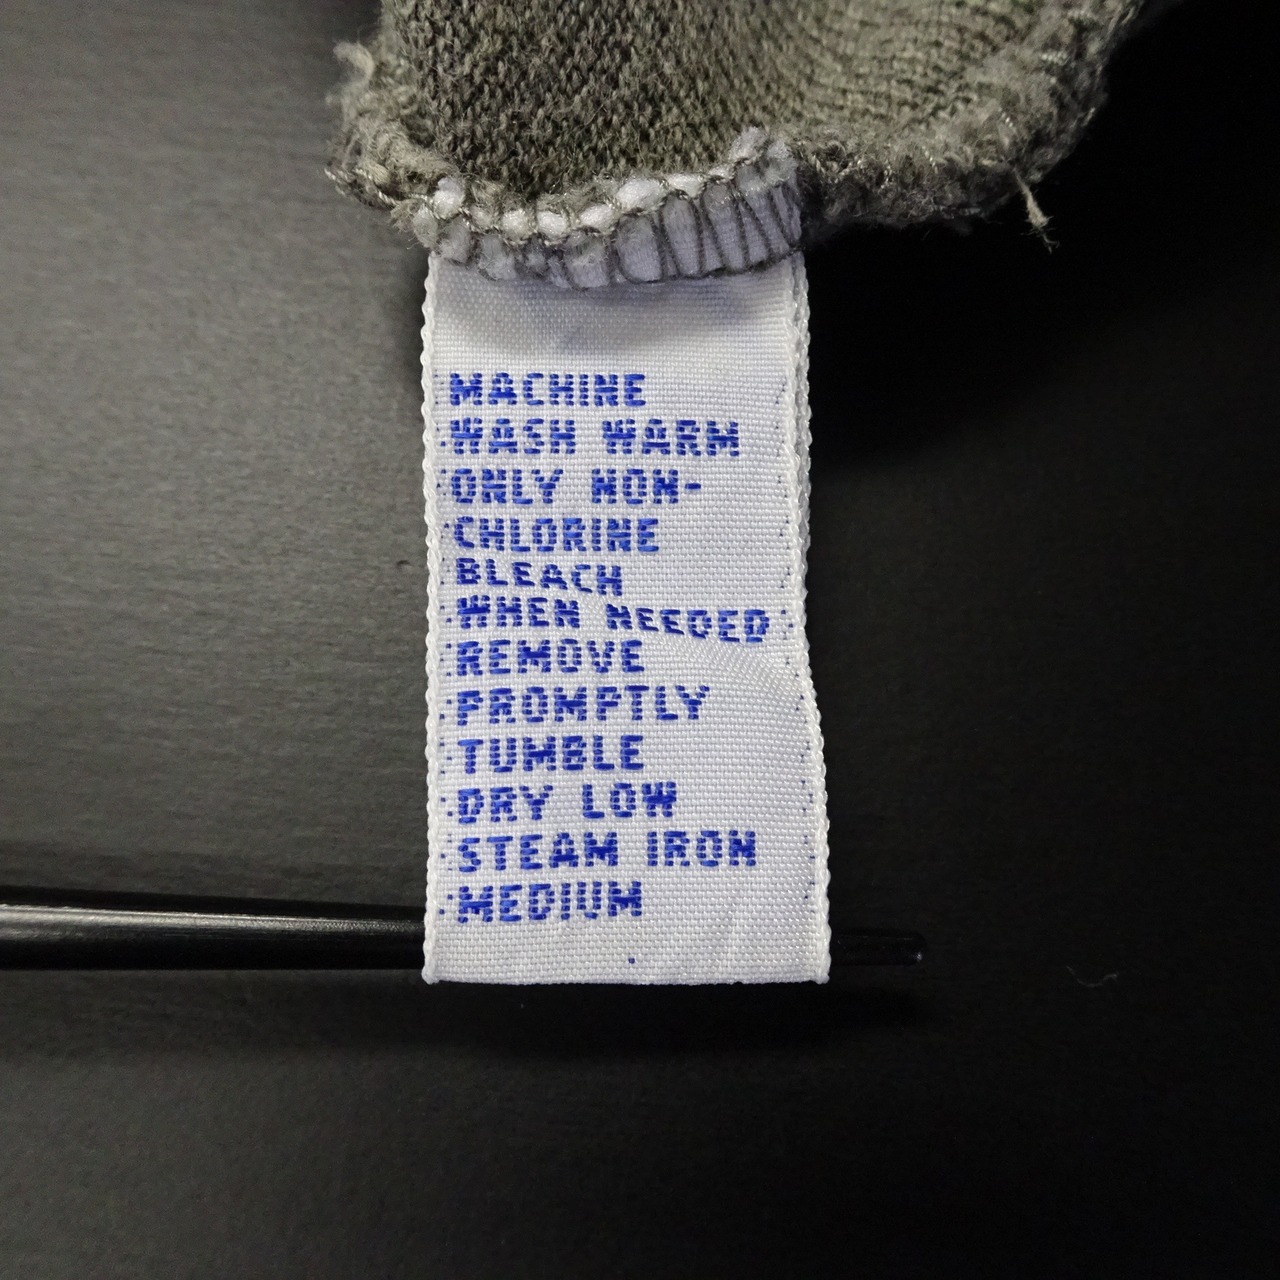 MACHINE
WASH WARM
ONLY NON-
CHLORINE
BLEACH
WHEN NEEDED
REMOVE
PROMPTLY
TUMBLE
DRY LOW
STEAM IRON
MEDIUM